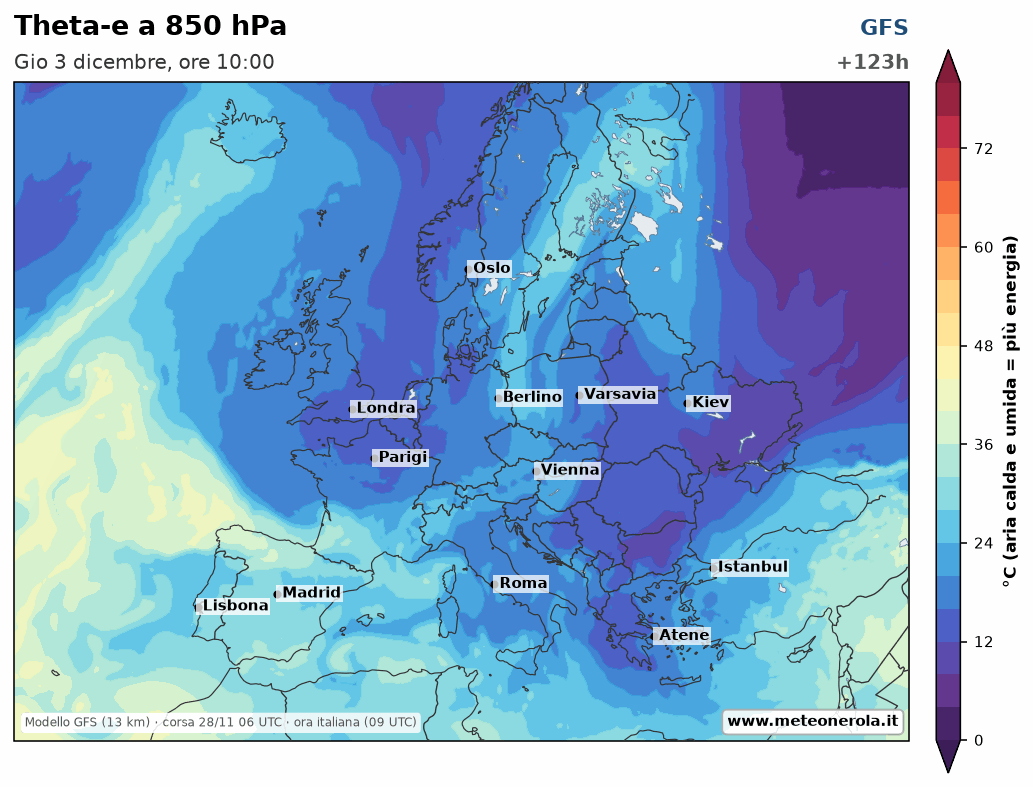 Theta-e a 850 hPa
GFS
Gio 3 dicembre, ore 10:00
+123h
72
60
48
36
24
12
0
°C (aria calda e umida = più energia)
Oslo
Berlino
Varsavia
Kiev
Londra
Parigi
Vienna
Istanbul
Roma
Madrid
Lisbona
Atene
Modello GFS (13 km) · corsa 28/11 06 UTC · ora italiana (09 UTC)
www.meteonerola.it